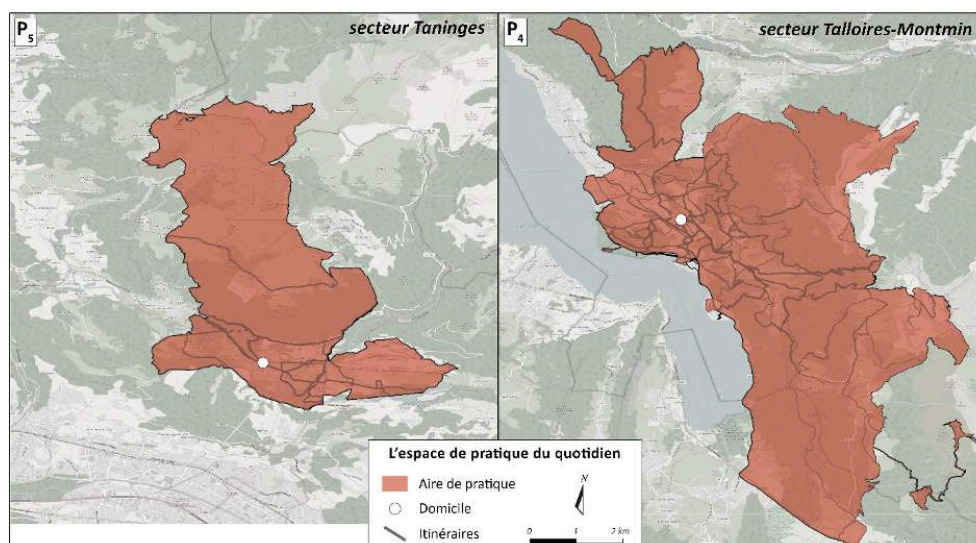 P5
secteur Taninges
P4
secteur Talloires-Montmin
L'espace de pratique du quotidien
Aire de pratique
Domicile
Itinéraires
N
0 1 2 km